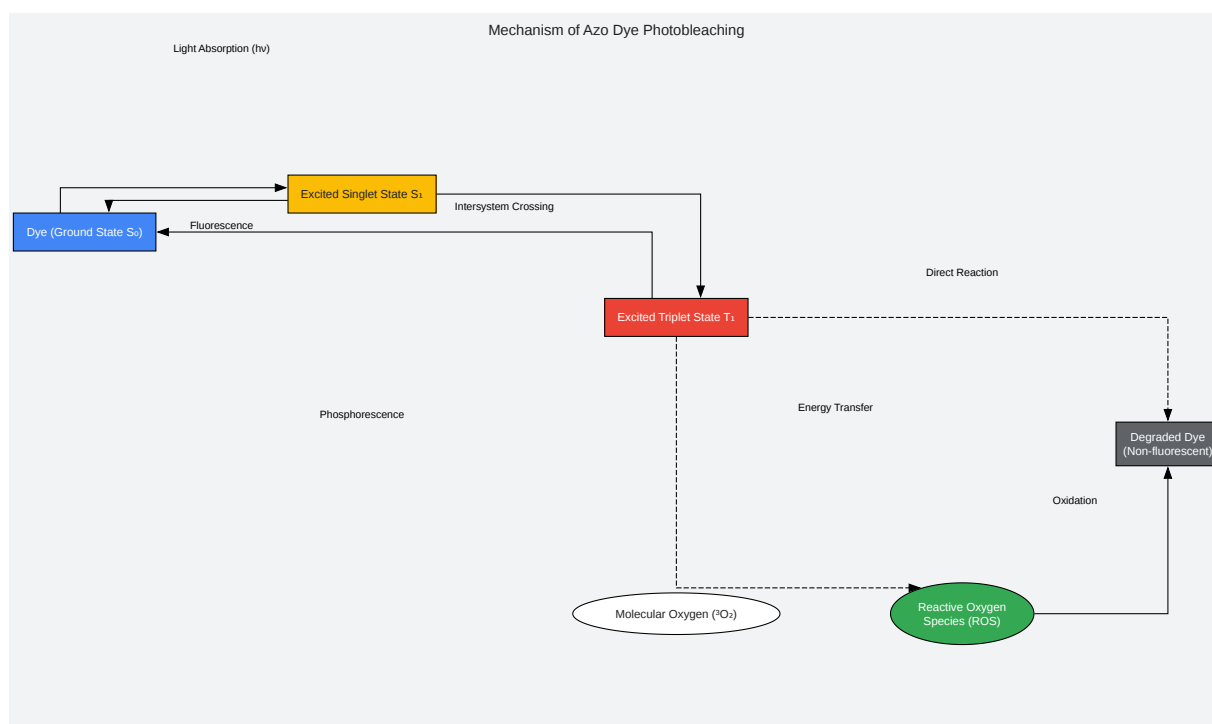 Mechanism of Azo Dye Photobleaching
Light Absorption (hν)
Excited Singlet State S₁
Intersystem Crossing
Fluorescence
Dye (Ground State S₀)
Direct Reaction
Excited Triplet State T₁
Energy Transfer
Phosphorescence
Degraded Dye
(Non-fluorescent)
Oxidation
Molecular Oxygen (³O₂)
Reactive Oxygen
Species (ROS)